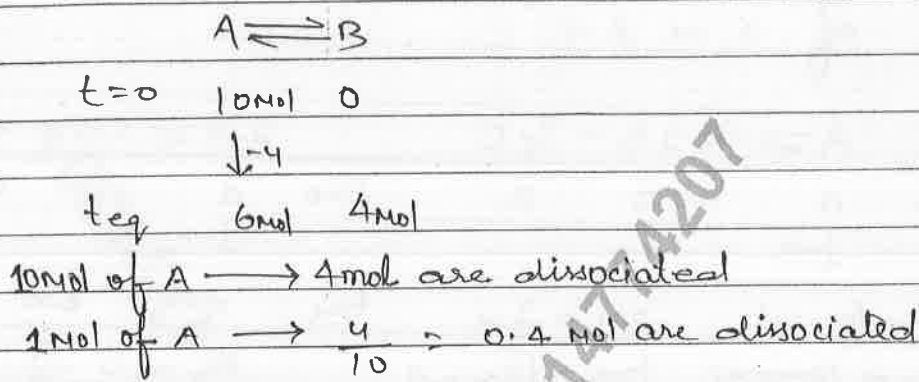 A ⇌ B
t=0 10mol 0
↓-4
teq 6mol 4mol
10mol of A ⟶ 4mol are dissociated
1mol of A ⟶ 4/10 = 0.4 mol are dissociated
14774207